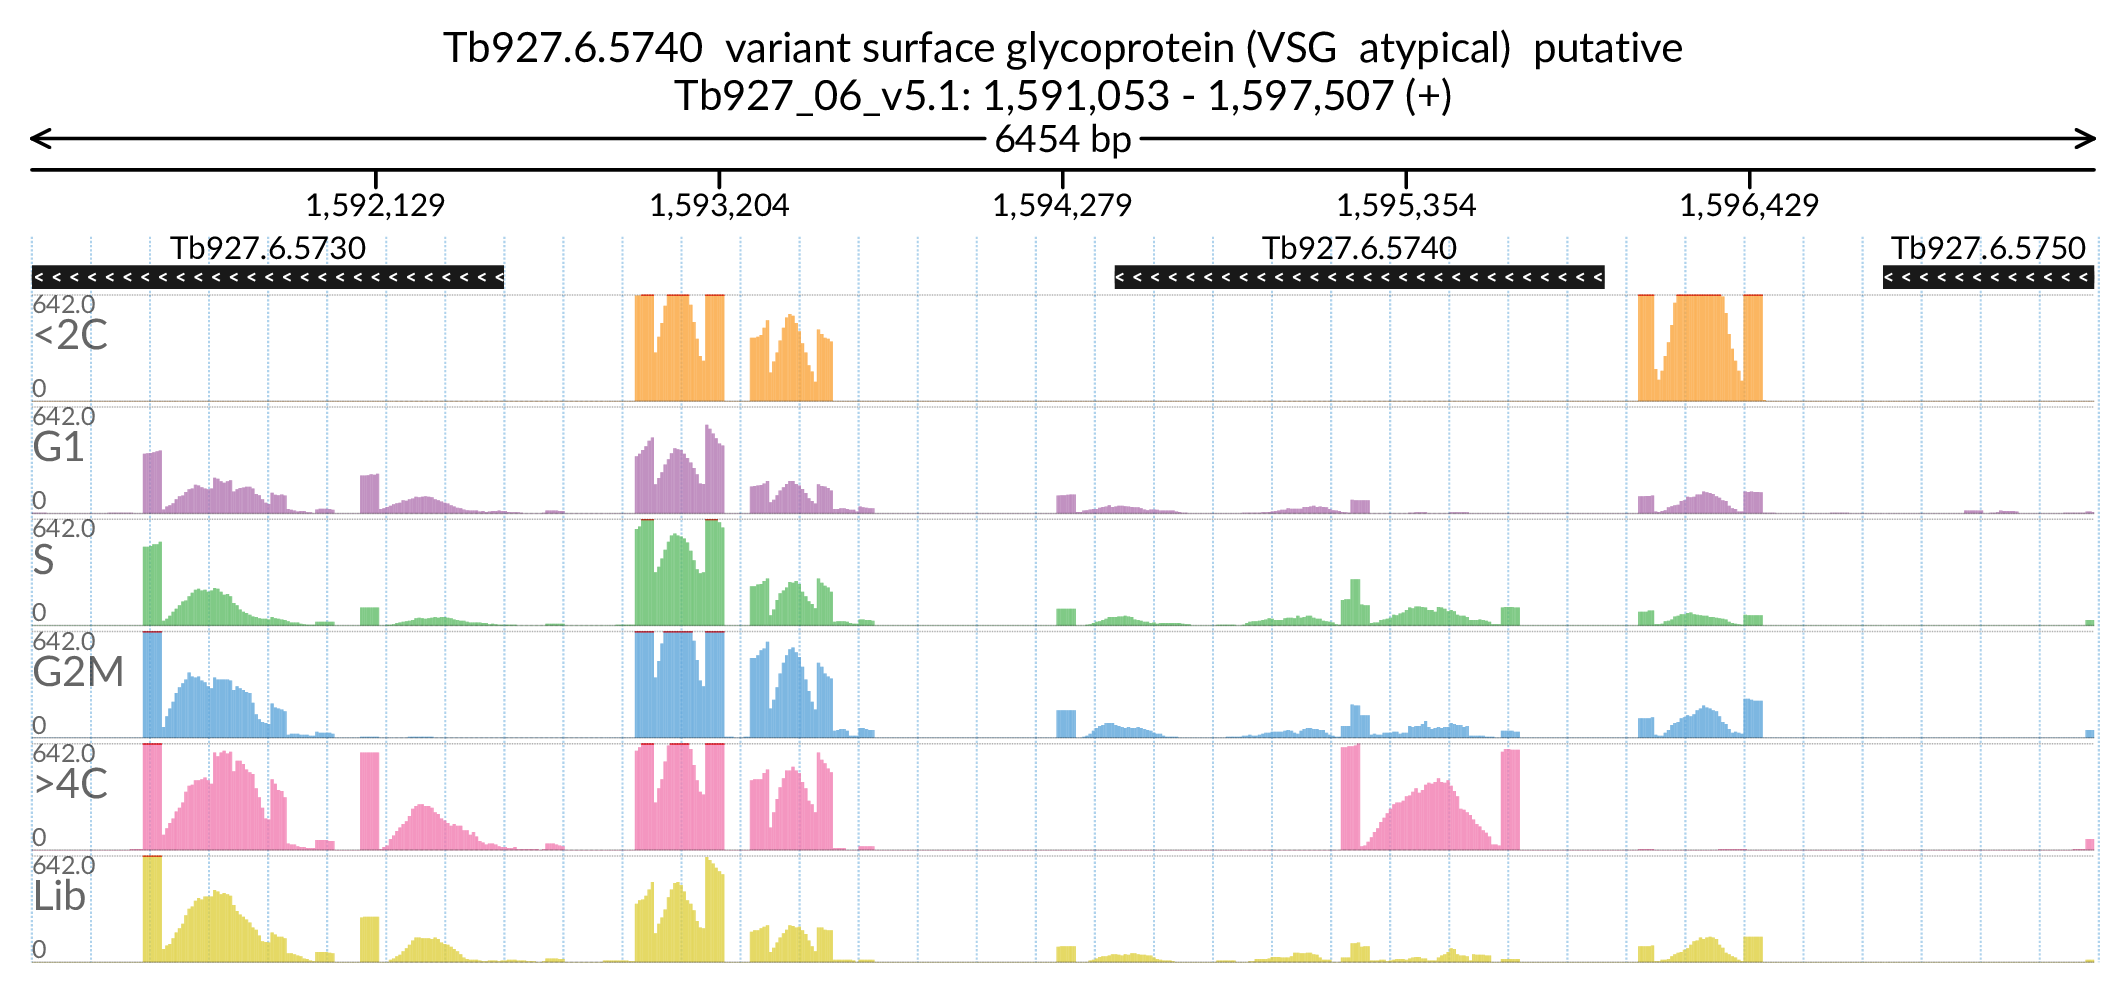 Tb927.6.5740  variant surface glycoprotein (VSG  atypical)  putative
Tb927_06_v5.1: 1,591,053 - 1,597,507 (+)
6454 bp
1,592,129 1,593,204 1,594,279 1,595,354 1,596,429
Tb927.6.5730 Tb927.6.5740 Tb927.6.5750
642.0
<2C
0
642.0
G1
0
642.0
S
0
642.0
G2M
0
642.0
>4C
0
642.0
Lib
0